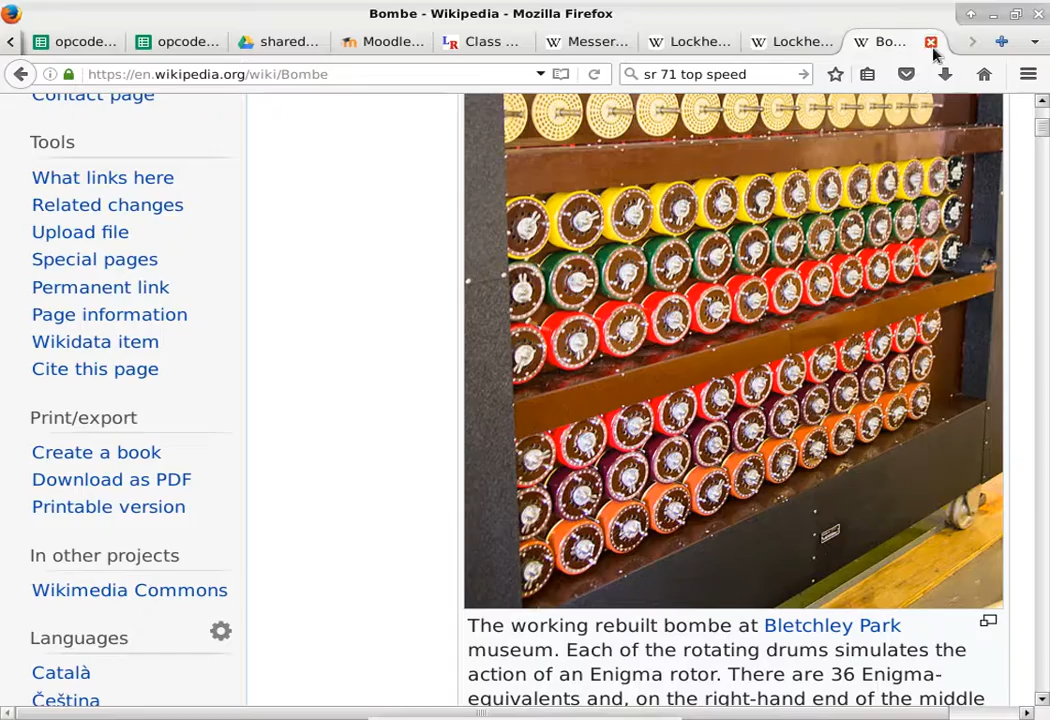 Bombe - Wikipedia - Mozilla Firefox
opcode...
opcode...
shared...
Moodle...
LR Class ...
W Messer...
W Lockhe...
W Lockhe...
W Bo...
https://en.wikipedia.org/wiki/Bombe
sr 71 top speed
Contact page
Tools
What links here
Related changes
Upload file
Special pages
Permanent link
Page information
Wikidata item
Cite this page
Print/export
Create a book
Download as PDF
Printable version
In other projects
Wikimedia Commons
Languages
Català
Čeština
The working rebuilt bombe at Bletchley Park
museum. Each of the rotating drums simulates the
action of an Enigma rotor. There are 36 Enigma-
equivalents and, on the right-hand end of the middle